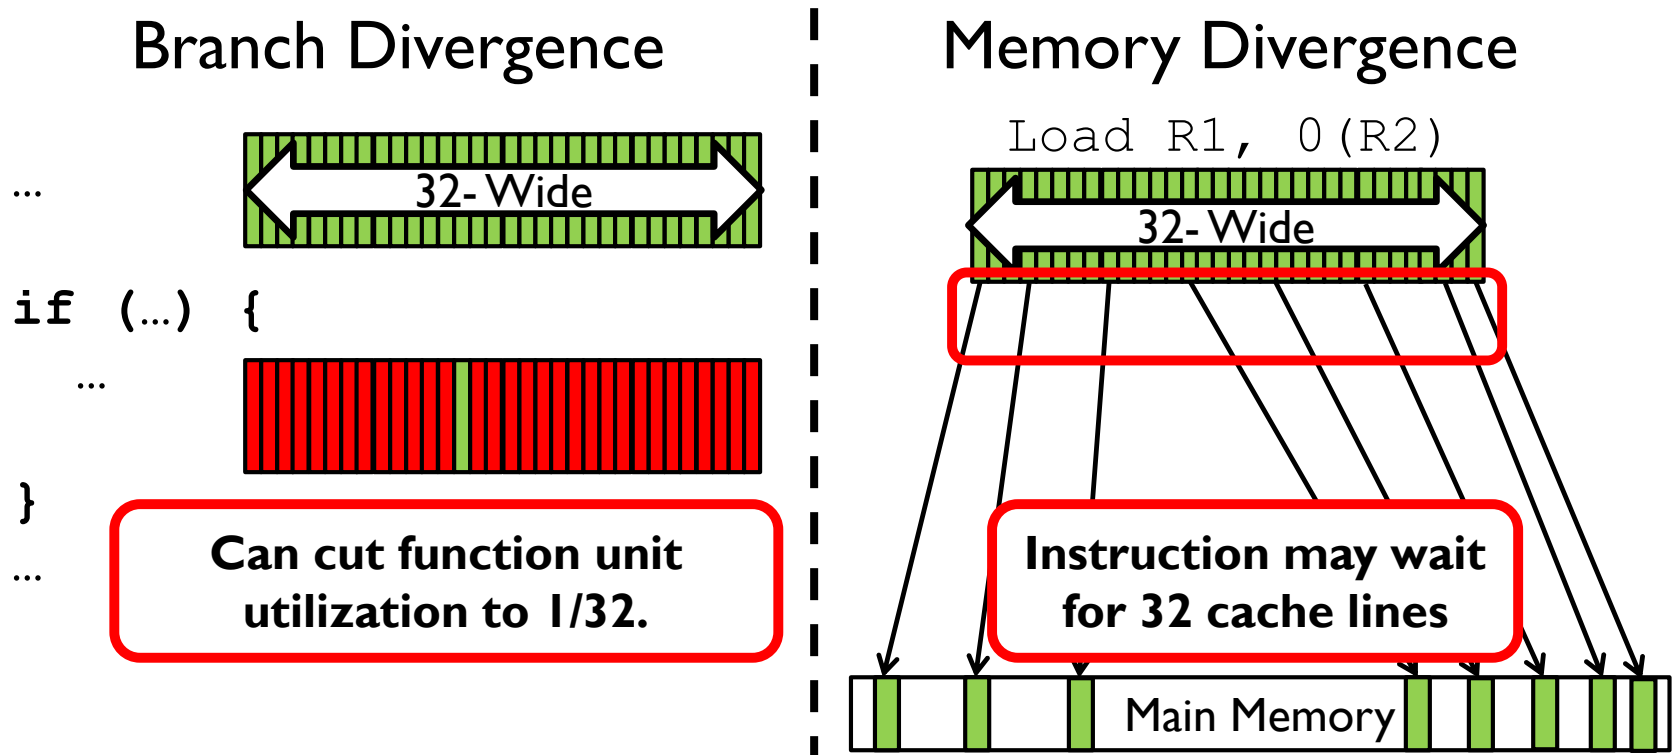 Branch Divergence
…
32- Wide
if (…) {
…
}
…
Can cut function unit
utilization to 1/32.
Memory Divergence
Load R1, 0(R2)
32- Wide
Instruction may wait
for 32 cache lines
Main Memory